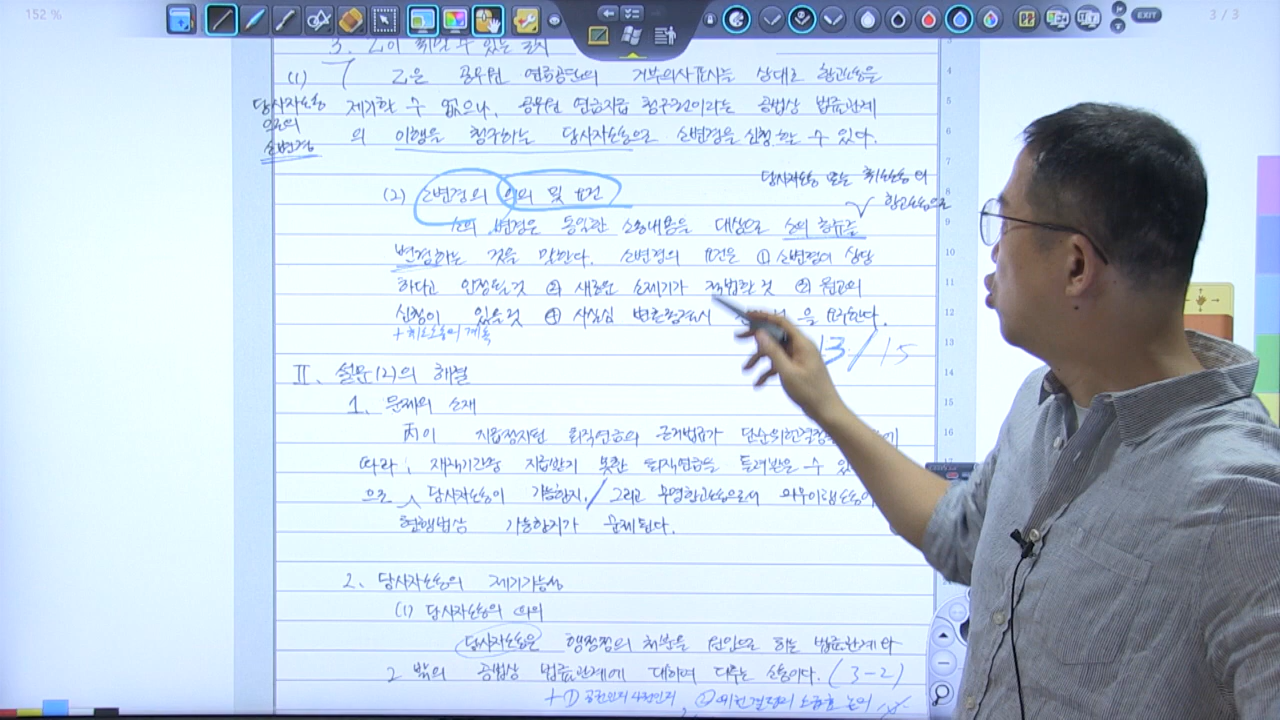 152 %
3 / 3
EXIT
3. 乙이 취할 수 있는 조치
(1) 乙은 공무원 연금공단의 거부의사표시를 상대로 항고소송을
당사자소송
으로의
소변경
제기할 수 없으나, 공무원 연금지급 청구권이라는 공법상 법률관계
의 이행을 청구하는 당사자소송으로 소변경을 신청할 수 있다.
당사자소송 또는 취소소송의
항고소송으로
(2) 소변경의 의의 및 요건
소의 변경은 동일한 소송내용을 대상으로 소의 종류를
변경하는 것을 말한다. 소변경의 요건은 ① 소변경이 상당
하다고 인정될것 ② 새로운 소제기가 적법할 것 ③ 원고의
신청이 있을것 ④ 사실심 변론종결시 을 요한다.
+ 취소소송이 계속
13/15
Ⅱ. 설문(2)의 해결
1. 문제의 소재
丙이 지급정지된 퇴직연금의 근거법률가 단순위헌결정
따라, 재제기간동 지급받기 못한 퇴직연금을 돌려받을 수 있
으로 당사자소송이 가능한지, / 그리고 무명항고소송으로서 의무이행소송이
현행법상 가능한지가 문제된다.
2. 당사자소송의 제기가능성
(1) 당사자소송의 의의
당사자소송은 행정청의 처분을 원인으로 하는 법률관계와
2 밖의 공법상 법률관계에 대하여 다투는 소송이다. (3-2)
+ ① 공권인지 사권인지, ② 위헌결정의 소급효 논의